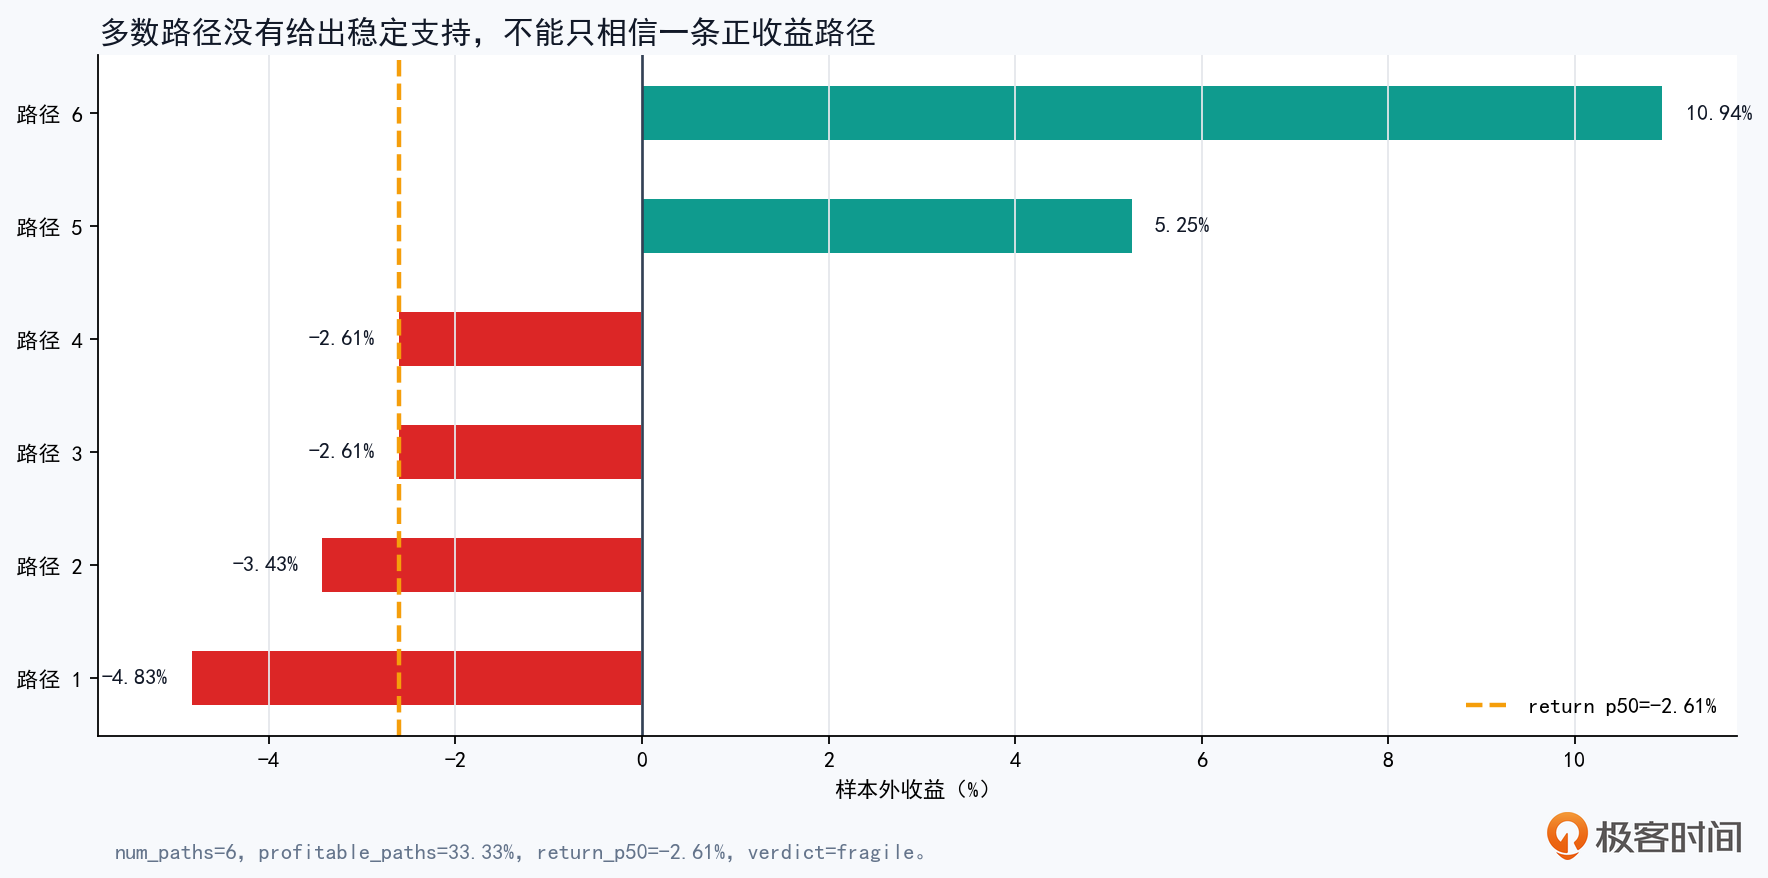 多数路径没有给出稳定支持，不能只相信一条正收益路径
路径 6
10.94%
路径 5
5.25%
路径 4
-2.61%
路径 3
-2.61%
路径 2
-3.43%
路径 1
-4.83%
return p50=-2.61%
-4 -2 0 2 4 6 8 10
样本外收益（%）
num_paths=6，profitable_paths=33.33%，return_p50=-2.61%，verdict=fragile。
极客时间